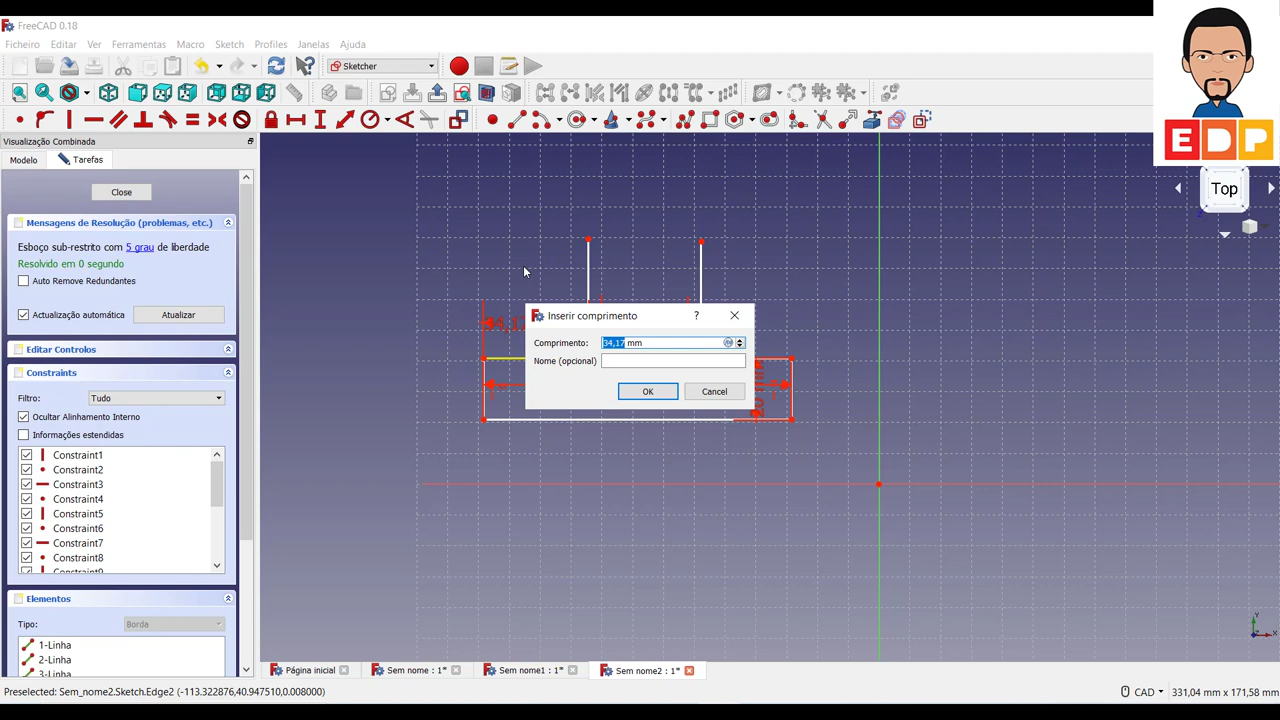 FreeCAD 0.18
Ficheiro Editar Ver Ferramentas Macro Sketch Profiles Janelas Ajuda
Sketcher
EDP
Visualização Combinada
Modelo Tarefas
Close
Top
Mensagens de Resolução (problemas, etc.)
Esboço sub-restrito com 5 grau de liberdade
Resolvido em 0 segundo
Auto Remove Redundantes
Actualização automática
Atualizar
Editar Controlos
Constraints
Filtro: Tudo
Ocultar Alinhamento Interno
Informações estendidas
Constraint1
Constraint2
Constraint3
Constraint4
Constraint5
Constraint6
Constraint7
Constraint8
Constraint9
Elementos
Tipo: Borda
1-Linha
2-Linha
3-Linha
Inserir comprimento
Comprimento: 34,17 mm
Nome (opcional)
OK Cancel
Página inicial Sem nome : 1* Sem nome1 : 1* Sem nome2 : 1*
Preselected: Sem_nome2.Sketch.Edge2 (-113.322876,40.947510,0.008000)
CAD 331,04 mm x 171,58 mm